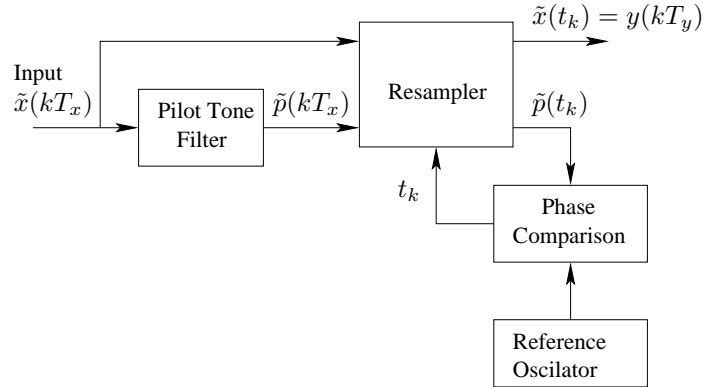 x̃(t_k) = y(kT_y)
Input
x̃(kT_x)
Pilot Tone
Filter
p̃(kT_x)
Resampler
p̃(t_k)
t_k
Phase
Comparison
Reference
Oscilator